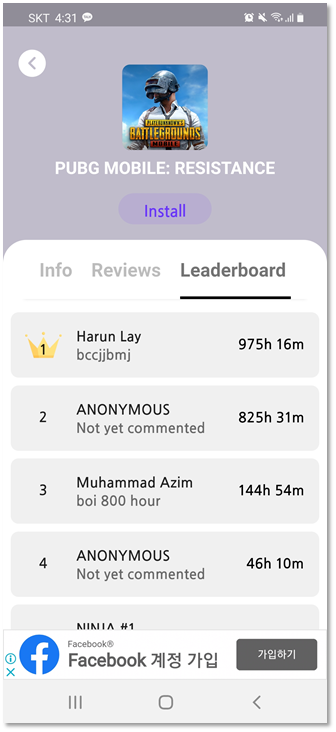 SKT 4:31
PLAYERUNKNOWN'S
BATTLEGROUNDS
MOBILE
PUBG MOBILE: RESISTANCE
Install
Info Reviews Leaderboard
1 Harun Lay 975h 16m
bccjjbmj
2 ANONYMOUS 825h 31m
Not yet commented
3 Muhammad Azim 144h 54m
boi 800 hour
4 ANONYMOUS 46h 10m
Not yet commented
NINJA #1
Facebook®
Facebook 계정 가입
가입하기